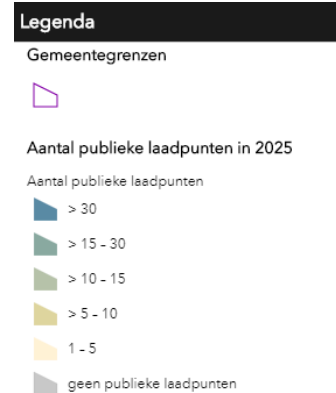 Legenda
Gemeentegrenzen
Aantal publieke laadpunten in 2025
Aantal publieke laadpunten
> 30
> 15 - 30
> 10 - 15
> 5 - 10
1 - 5
geen publieke laadpunten